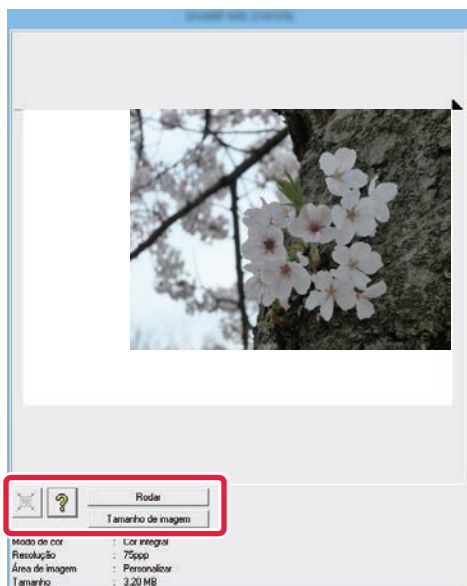 Rodar
Tamanho de imagem
Modo de cor : Cor integral
Resolução : 75ppp
Área de imagem : Personalizar
Tamanho : 3.20 MB